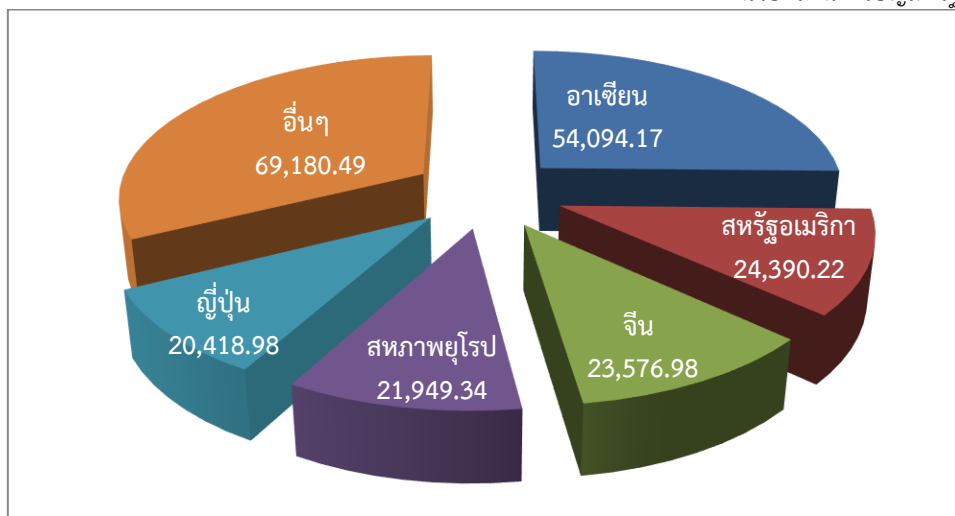 อาเซียน
54,094.17
สหรัฐอเมริกา
24,390.22
จีน
23,576.98
สหภาพยุโรป
21,949.34
ญี่ปุ่น
20,418.98
อื่นๆ
69,180.49